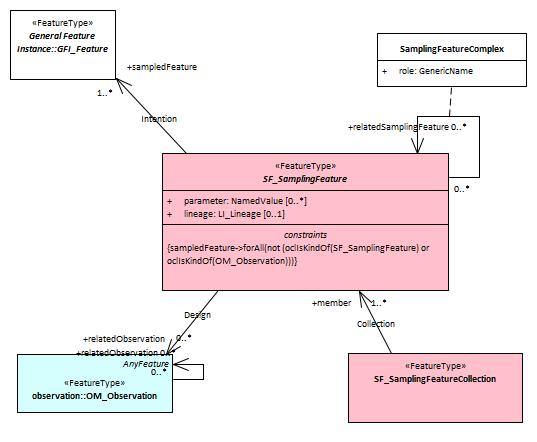 «FeatureType»
General Feature
Instance::GFI_Feature
SamplingFeatureComplex
+ role: GenericName
+sampledFeature
1..*
Intention
+relatedSamplingFeature 0..*
0..*
«FeatureType»
SF_SamplingFeature
+ parameter: NamedValue [0..*]
+ lineage: LI_Lineage [0..1]
constraints
{sampledFeature->forAll(not (oclIsKindOf(SF_SamplingFeature) or
oclIsKindOf(OM_Observation)))}
+member
1..*
Design
Collection
+relatedObservation
0..*
+relatedObservation 0..*
AnyFeature
0..*
«FeatureType»
observation::OM_Observation
«FeatureType»
SF_SamplingFeatureCollection